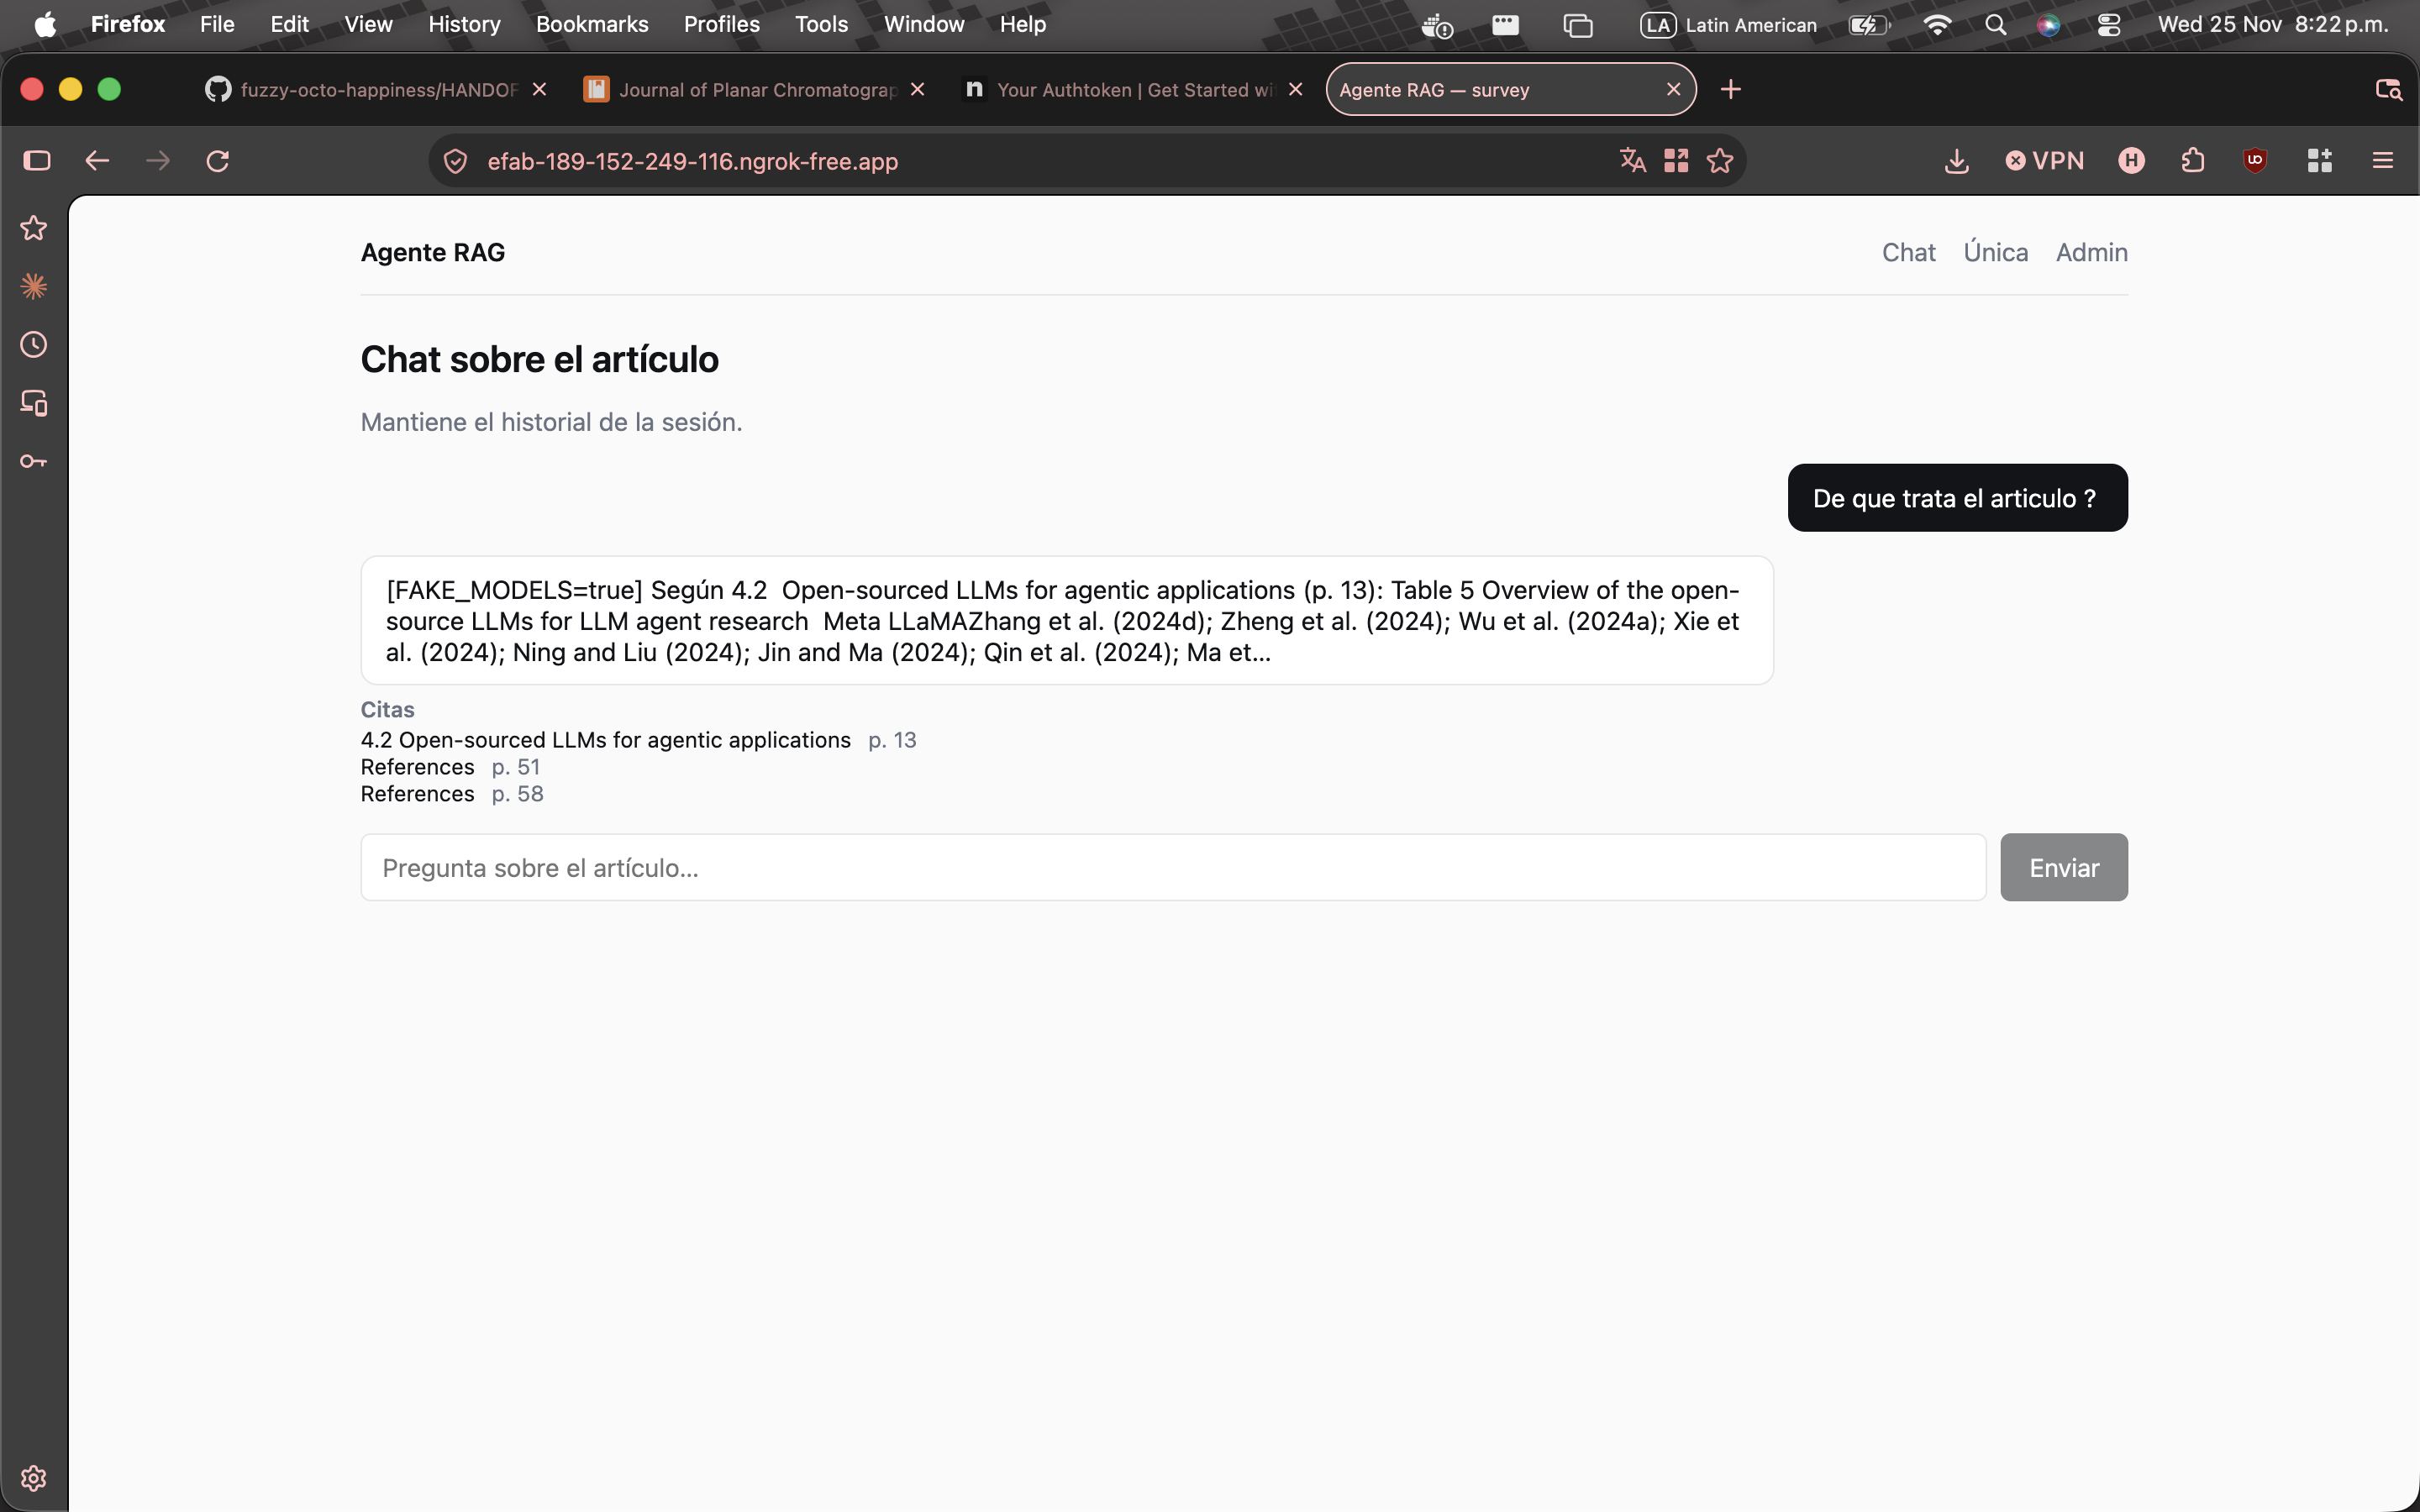 Firefox File Edit View History Bookmarks Profiles Tools Window Help LA Latin American Wed 25 Nov 8:22 p.m.
fuzzy-octo-happiness/HANDOF Journal of Planar Chromatograp n Your Authtoken | Get Started wi Agente RAG — survey
efab-189-152-249-116.ngrok-free.app VPN H
Agente RAG Chat Única Admin
Chat sobre el artículo
Mantiene el historial de la sesión.
De que trata el articulo ?
[FAKE_MODELS=true] Según 4.2 Open-sourced LLMs for agentic applications (p. 13): Table 5 Overview of the open-
source LLMs for LLM agent research Meta LLaMAZhang et al. (2024d); Zheng et al. (2024); Wu et al. (2024a); Xie et
al. (2024); Ning and Liu (2024); Jin and Ma (2024); Qin et al. (2024); Ma et...
Citas
4.2 Open-sourced LLMs for agentic applications p. 13
References p. 51
References p. 58
Pregunta sobre el artículo... Enviar